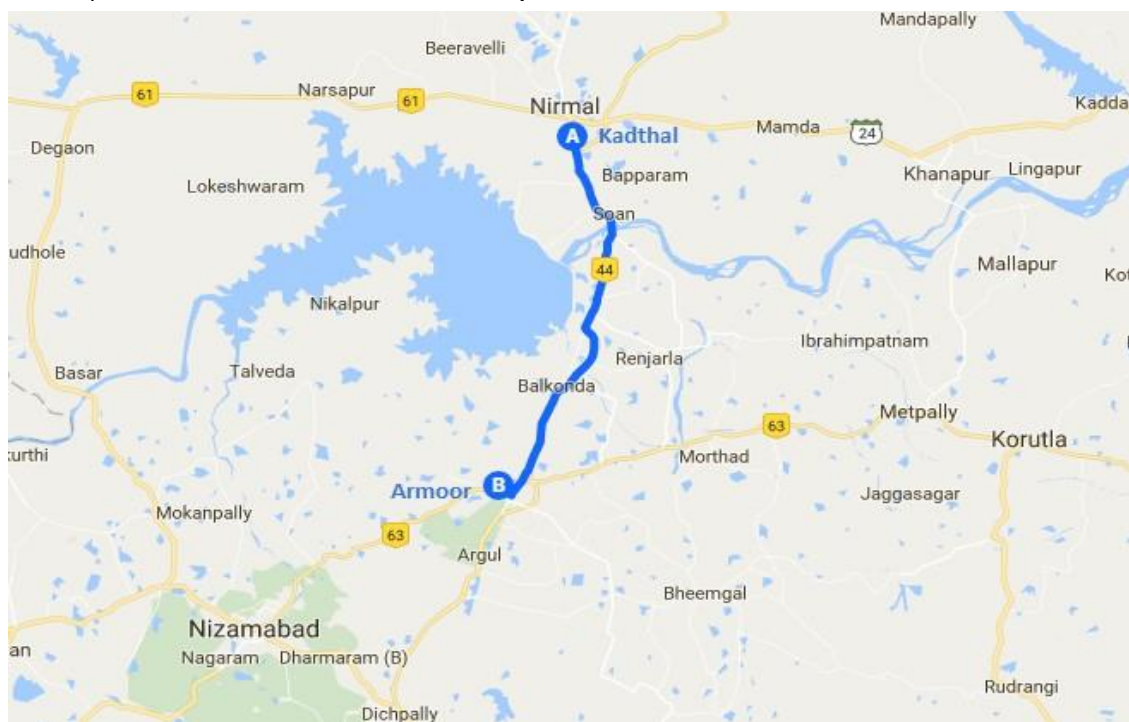 Mandapally
Beeravelli
61
Narsapur
61
Nirmal
Kadda
A Kadthal
Mamda
24
Degaon
Bapparam
Khanapur
Lingapur
Lokeshwaram
Soan
udhole
44
Mallapur
Kot
Nikalpur
Ibrahimpatnam
Renjarla
Basar
Talveda
Balkonda
Metpally
63
Korutla
kurthi
Morthad
Armoor B
Jaggasagar
Mokanpally
63
Argul
Bheemgal
Nizamabad
an
Nagaram
Dharmaram (B)
Rudrangi
Dichpally